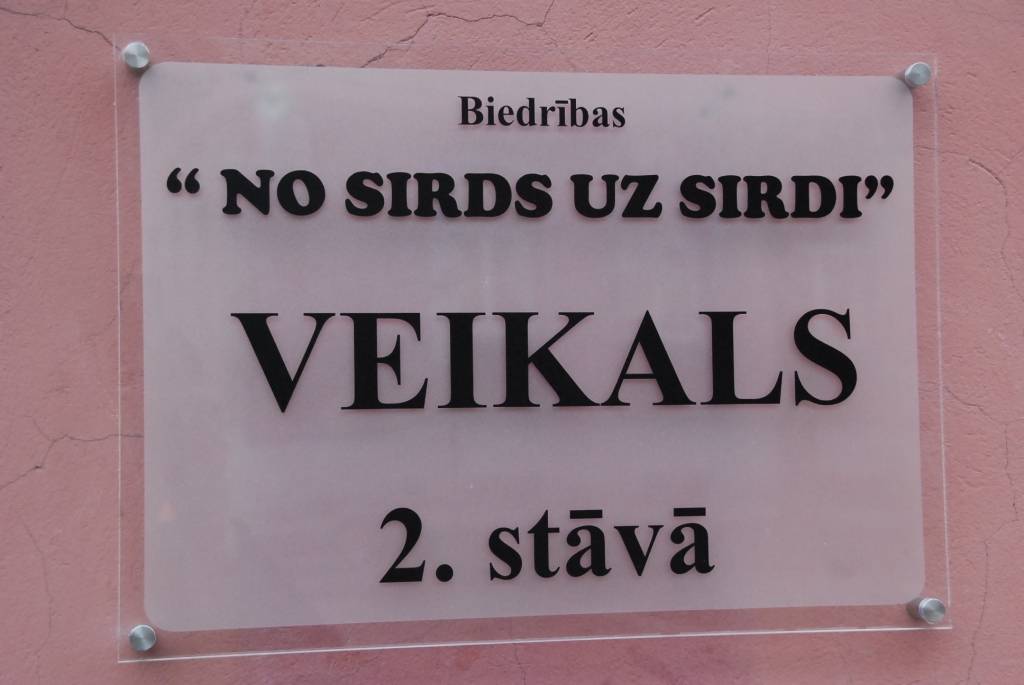 Biedrības
“ NO SIRDS UZ SIRDI”
VEIKALS
2. stāvā